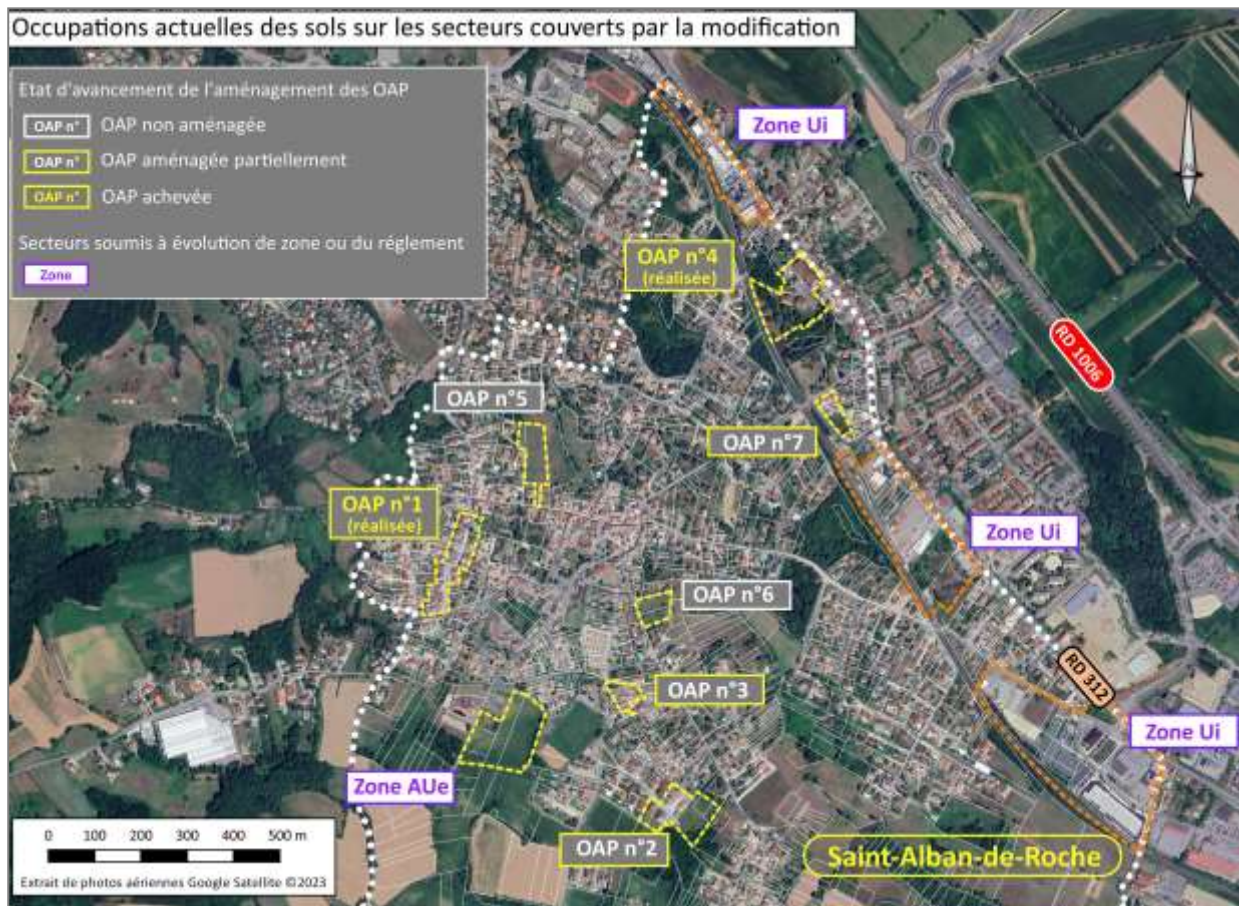 Occupations actuelles des sols sur les secteurs couverts par la modification
Etat d'avancement de l'aménagement des OAP
OAP n° OAP non aménagée
OAP n° OAP aménagée partiellement
OAP n° OAP achevée
Secteurs soumis à évolution de zone ou du réglement
Zone
Zone Ui
OAP n°4
(réalisée)
RD 1006
OAP n°5
OAP n°7
OAP n°1
(réalisée)
Zone Ui
OAP n°6
RD 312
OAP n°3
Zone Ui
Zone AUe
OAP n°2
Saint-Alban-de-Roche
0 100 200 300 400 500 m
Extrait de photos aériennes Google Satellite ©2023